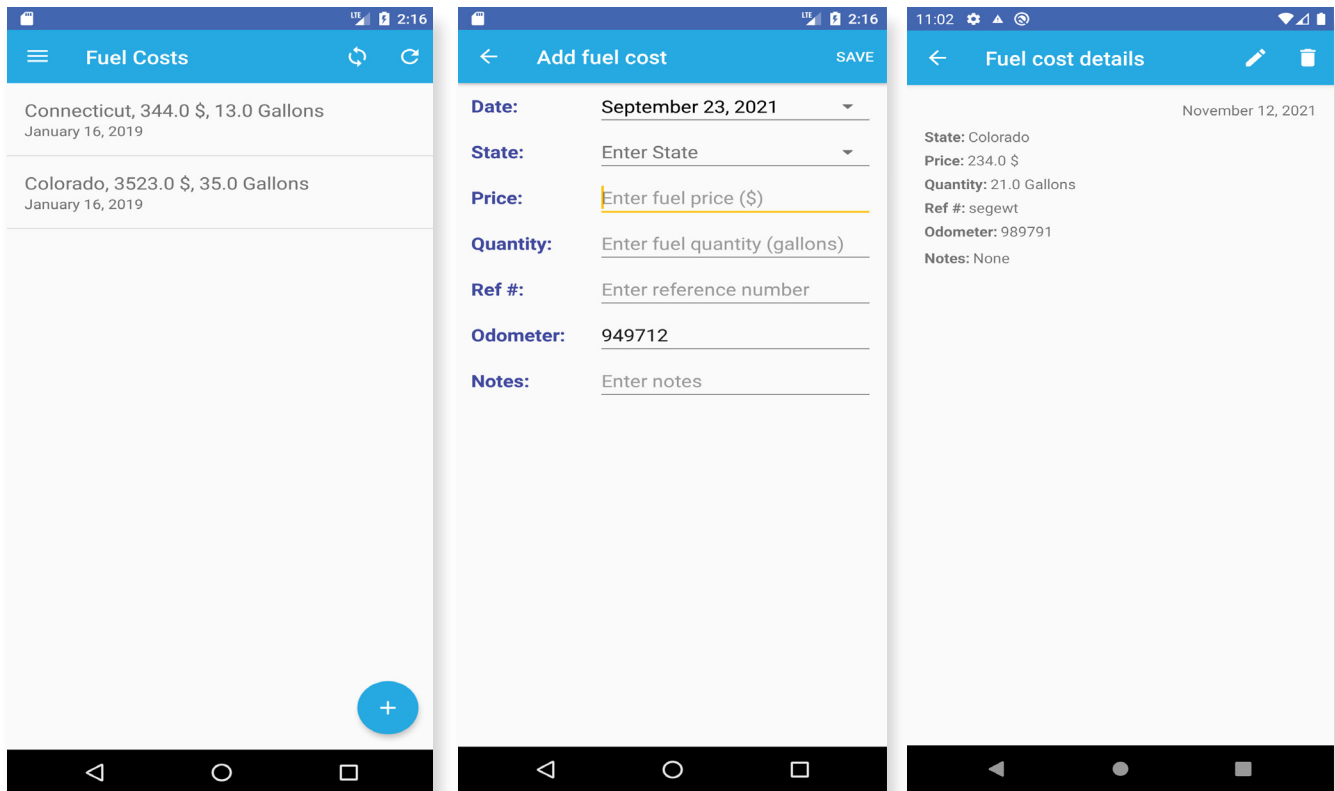 LTE 2:16
Fuel Costs
Connecticut, 344.0 $, 13.0 Gallons
January 16, 2019
Colorado, 3523.0 $, 35.0 Gallons
January 16, 2019
LTE 2:16
Add fuel cost SAVE
Date: September 23, 2021
State: Enter State
Price: Enter fuel price ($)
Quantity: Enter fuel quantity (gallons)
Ref #: Enter reference number
Odometer: 949712
Notes: Enter notes
11:02
Fuel cost details
November 12, 2021
State: Colorado
Price: 234.0 $
Quantity: 21.0 Gallons
Ref #: segewt
Odometer: 989791
Notes: None